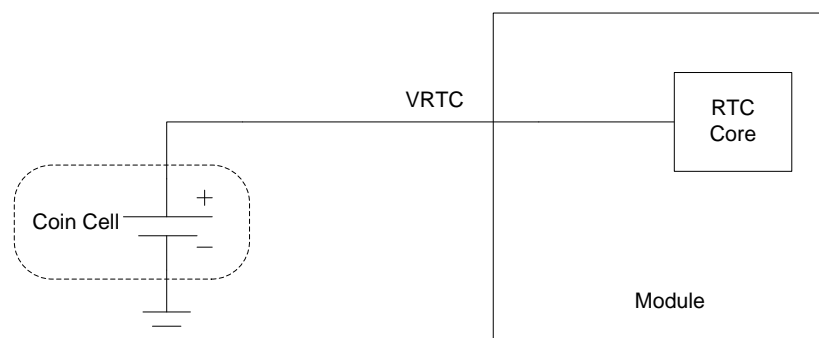 VRTC
RTC
Core
+
Coin Cell
–
Module